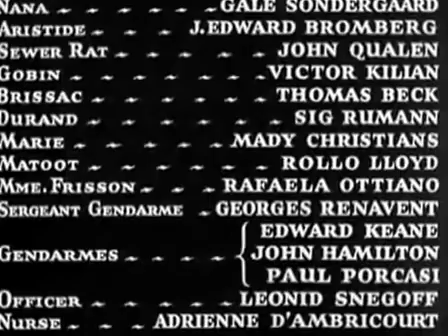 NANA ~ ~ ~ ~ ~ GALE SONDERGAARD
ARISTIDE ~ ~ ~ ~ J.EDWARD BROMBERG
SEWER RAT ~ ~ ~ ~ ~ JOHN QUALEN
GOBIN ~ ~ ~ ~ ~ ~ VICTOR KILIAN
BRISSAC ~ ~ ~ ~ ~ THOMAS BECK
DURAND ~ ~ ~ ~ ~ SIG RUMANN
MARIE ~ ~ ~ ~ ~ MADY CHRISTIANS
MATOOT ~ ~ ~ ~ ~ ROLLO LLOYD
MME. FRISSON ~ ~ ~ RAFAELA OTTIANO
SERGEANT GENDARME ~ GEORGES RENAVENT
EDWARD KEANE
GENDARMES ~ ~ ~ ~ { JOHN HAMILTON
PAUL PORCASI
OFFICER ~ ~ ~ ~ ~ LEONID SNEGOFF
NURSE ~ ~ ~ ADRIENNE D'AMBRICOURT